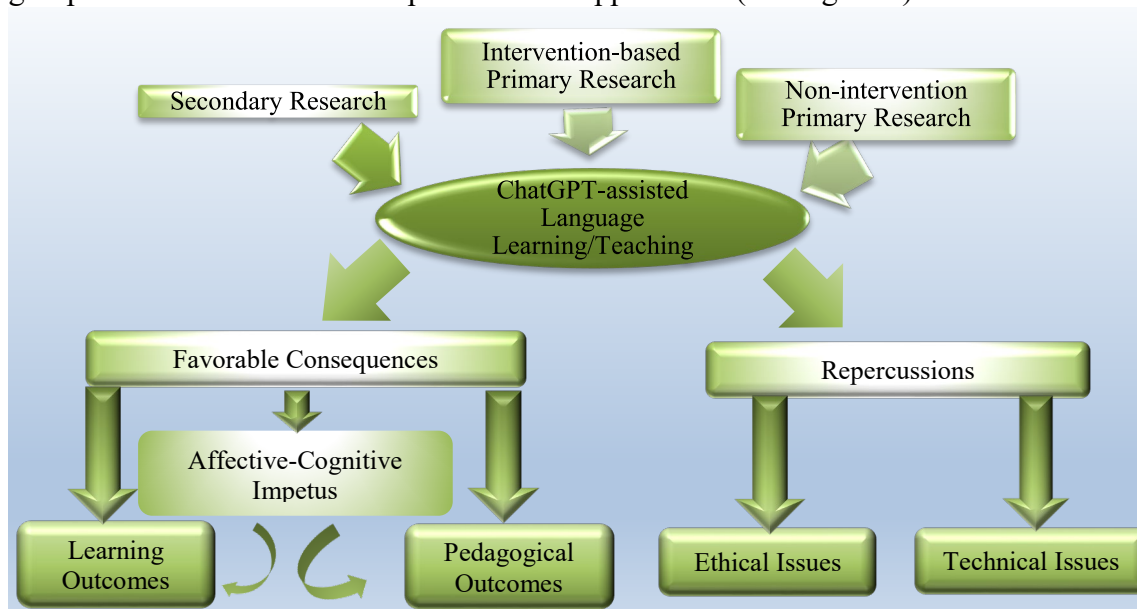 Intervention-based
Primary Research
Secondary Research
Non-intervention
Primary Research
ChatGPT-assisted
Language
Learning/Teaching
Favorable Consequences
Repercussions
Affective-Cognitive
Impetus
Learning
Outcomes
Pedagogical
Outcomes
Ethical Issues
Technical Issues